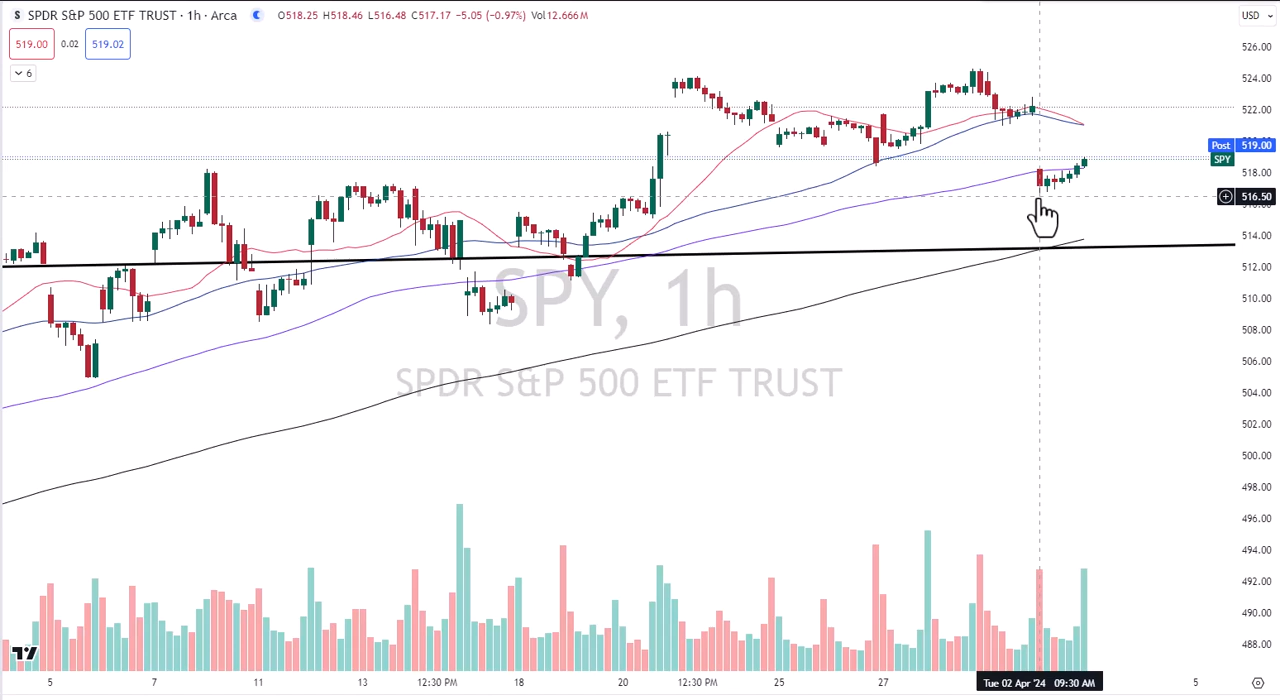 S SPDR S&P 500 ETF TRUST · 1h · Arca O518.25 H518.46 L516.48 C517.17 −5.05 (−0.97%) Vol12.666M USD
519.00 0.02 519.02
6
526.00
524.00
522.00
Post 519.00
SPY
518.00
516.50
514.00
512.00
510.00
508.00
506.00
504.00
502.00
500.00
498.00
496.00
494.00
492.00
490.00
488.00
SPY, 1h
SPDR S&P 500 ETF TRUST
5 7 11 13 12:30 PM 18 20 12:30 PM 25 27 Tue 02 Apr '24 09:30 AM 5